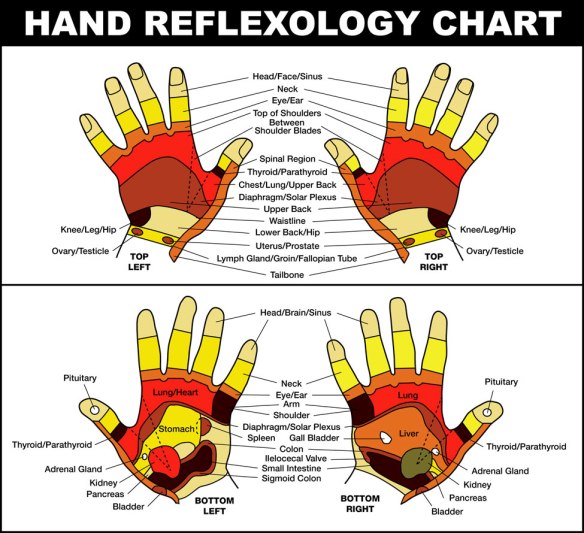 HAND REFLEXOLOGY CHART
Head/Face/Sinus
Neck
Eye/Ear
Top of Shoulders
Between
Shoulder Blades
Spinal Region
Thyroid/Parathyroid
Chest/Lung/Upper Back
Diaphragm/Solar Plexus
Upper Back
Waistline
Lower Back/Hip
Uterus/Prostate
Lymph Gland/Groin/Fallopian Tube
Tailbone
Knee/Leg/Hip
Ovary/Testicle
TOP
LEFT
Knee/Leg/Hip
Ovary/Testicle
TOP
RIGHT
Head/Brain/Sinus
Neck
Eye/Ear
Arm
Shoulder
Diaphragm/Solar Plexus
Spleen
Gall Bladder
Colon
Ilelocecal Valve
Small Intestine
Sigmoid Colon
Pituitary
Lung/Heart
Stomach
Thyroid/Parathyroid
Adrenal Gland
Kidney
Pancreas
Bladder
BOTTOM
LEFT
Lung
Liver
Pituitary
Thyroid/Parathyroid
Adrenal Gland
Kidney
Pancreas
Bladder
BOTTOM
RIGHT